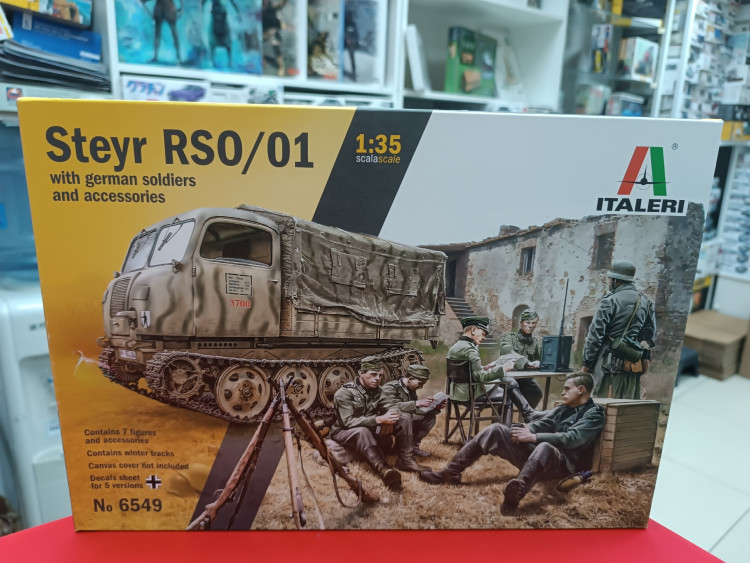 Steyr RSO/01
with german soldiers
and accessories
1:35
scalascale
ITALERI
®
3700
Contains 7 figures
and accessories
Contains winter tracks
Canvas cover not included
Decals sheet
for 5 versions
No 6549